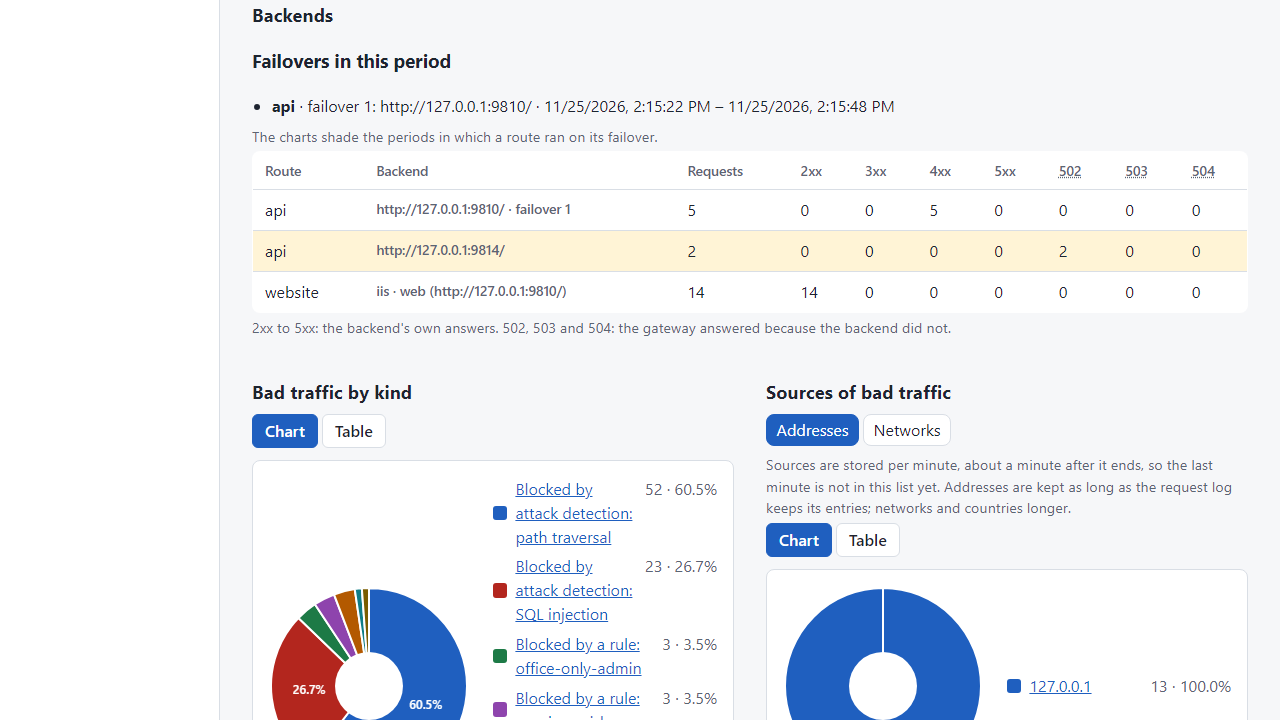 Backends
Failovers in this period
• api · failover 1: http://127.0.0.1:9810/ · 11/25/2026, 2:15:22 PM – 11/25/2026, 2:15:48 PM
The charts shade the periods in which a route ran on its failover.
Route Backend Requests 2xx 3xx 4xx 5xx 502 503 504
api http://127.0.0.1:9810/ · failover 1 5 0 0 5 0 0 0 0
api http://127.0.0.1:9814/ 2 0 0 0 0 2 0 0
website iis · web (http://127.0.0.1:9810/) 14 14 0 0 0 0 0 0
2xx to 5xx: the backend's own answers. 502, 503 and 504: the gateway answered because the backend did not.
Bad traffic by kind
Chart Table
Blocked by 52 · 60.5%
attack detection:
path traversal
Blocked by 23 · 26.7%
attack detection:
SQL injection
Blocked by a rule: 3 · 3.5%
office-only-admin
Blocked by a rule: 3 · 3.5%
26.7%
60.5%
Sources of bad traffic
Addresses Networks
Sources are stored per minute, about a minute after it ends, so the last
minute is not in this list yet. Addresses are kept as long as the request log
keeps its entries; networks and countries longer.
Chart Table
127.0.0.1 13 · 100.0%